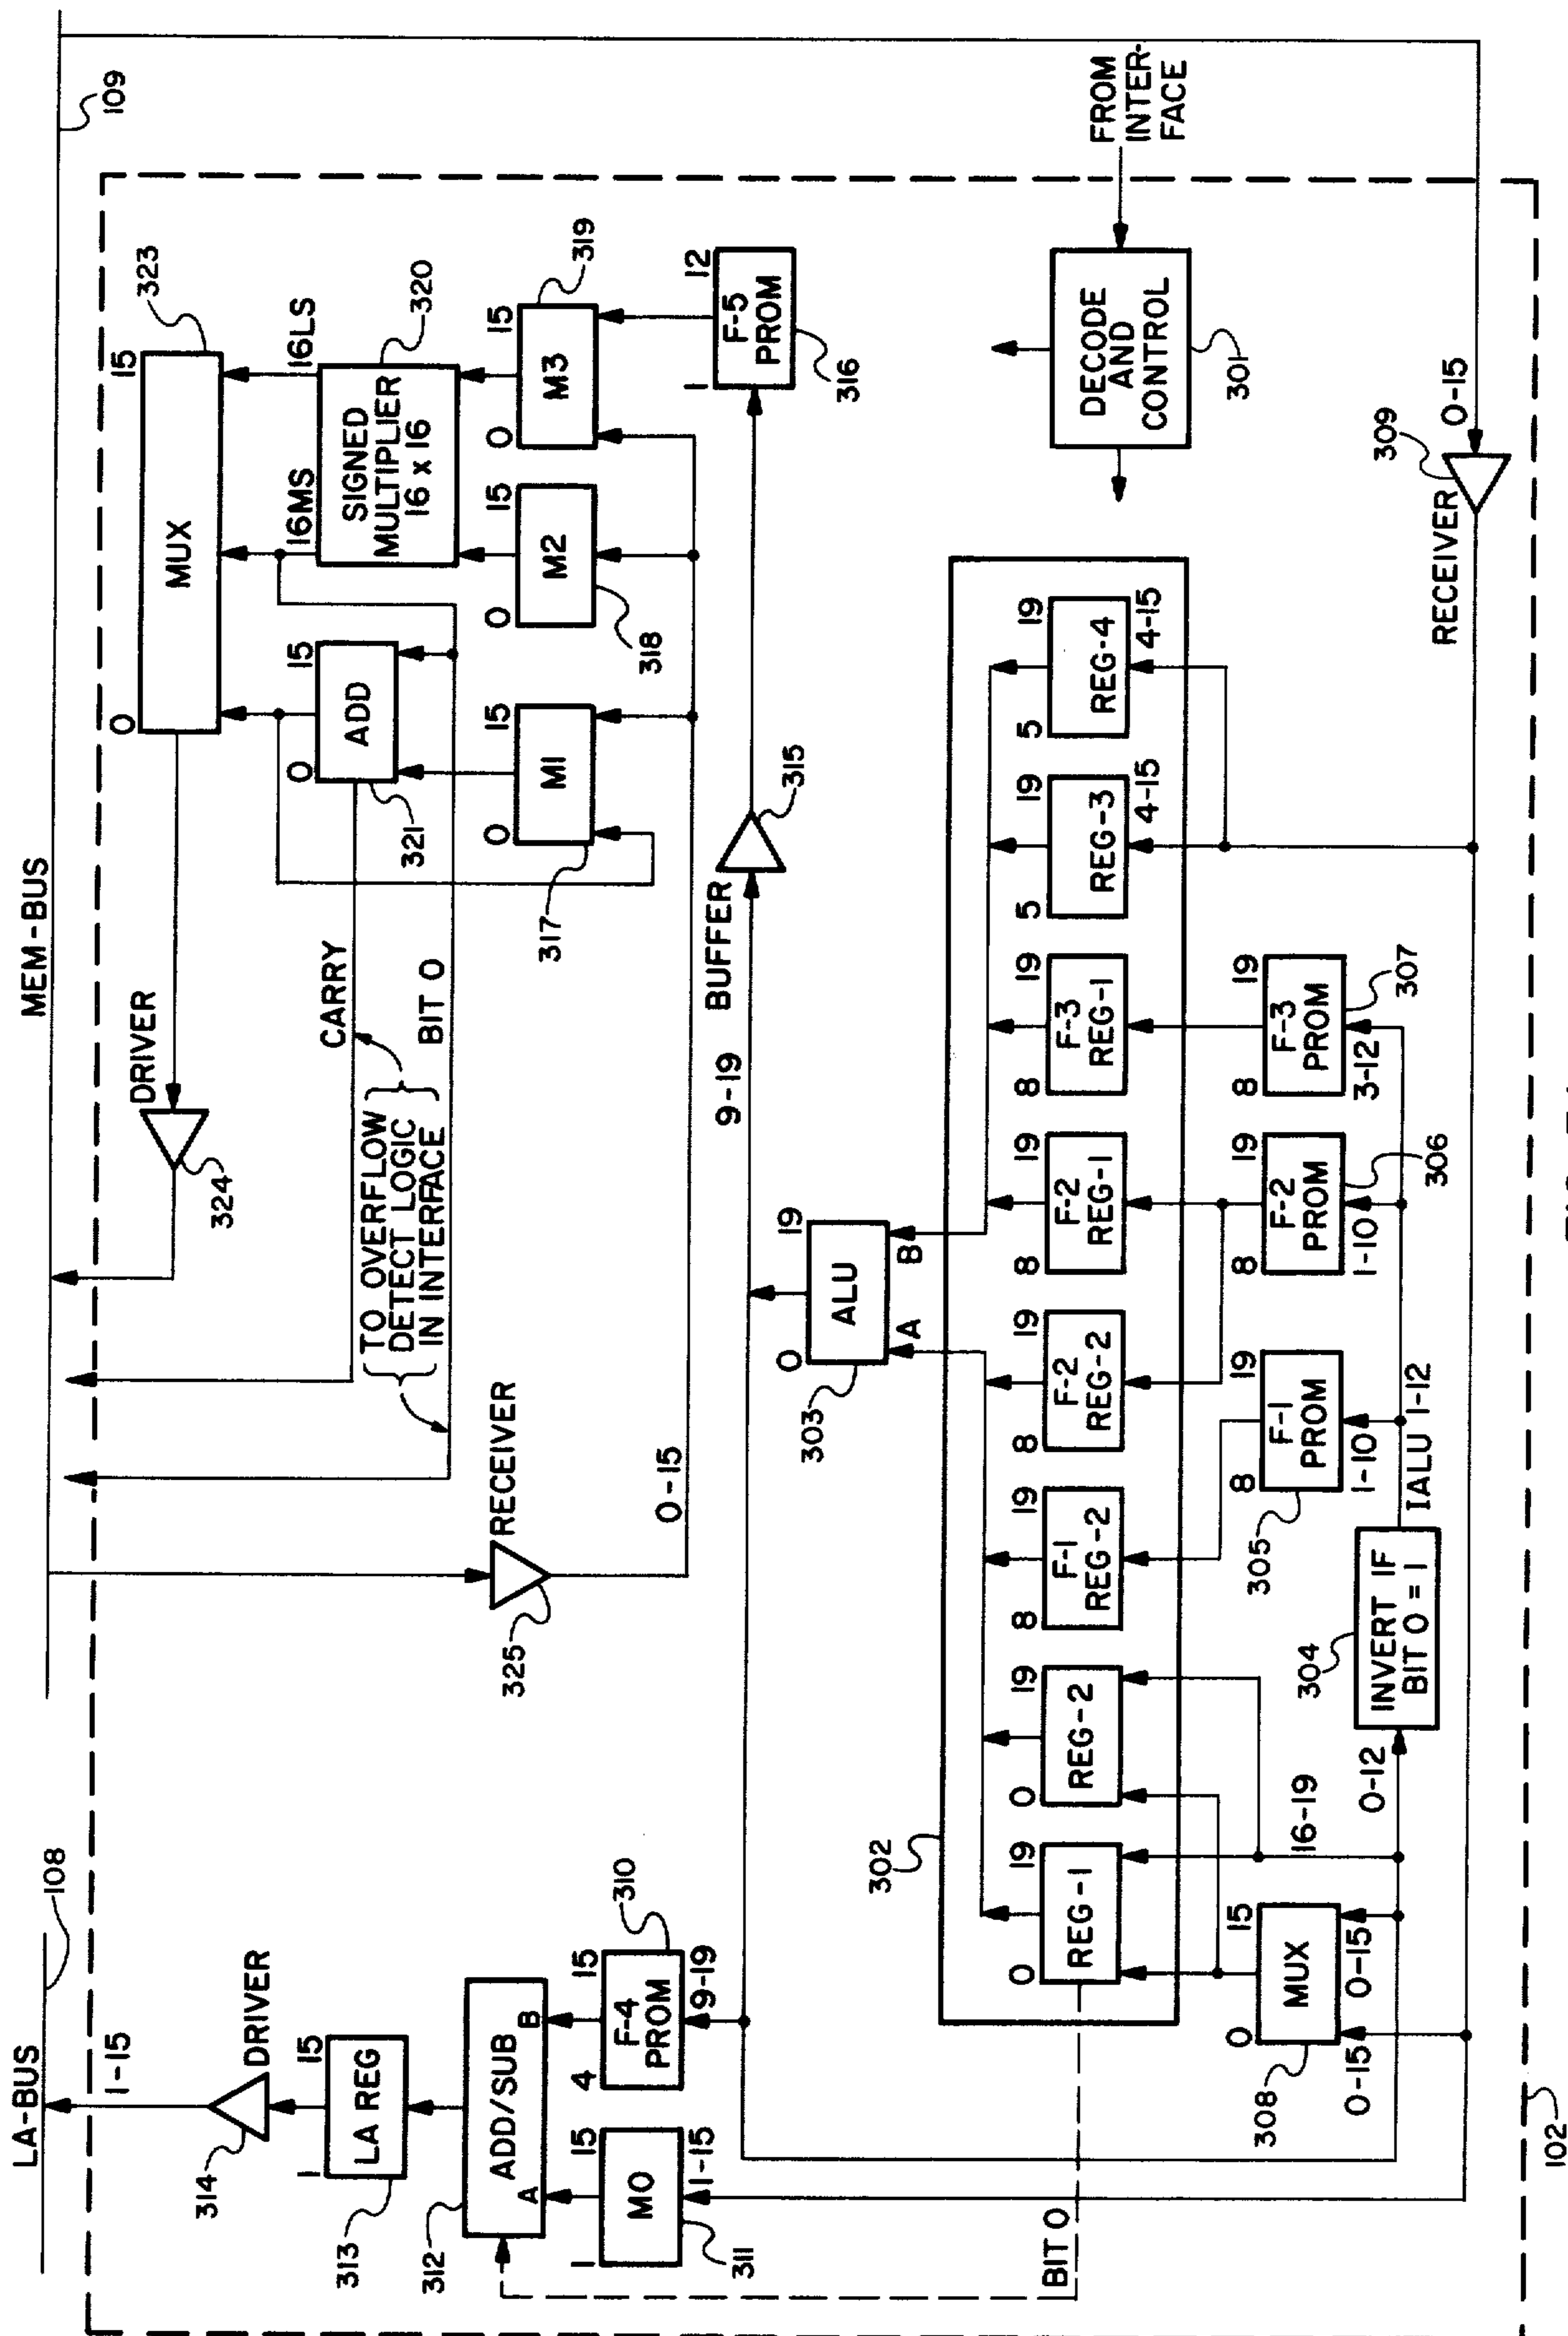 LA-BUS
108
MEM-BUS
109
1-15
DRIVER
314
1
15
LA REG
313
312
ADD/SUB
A
B
1
15
MO
1-15
311
4
15
F-4
PROM
9-19
310
BIT 0
DRIVER
324
CARRY
TO OVERFLOW
DETECT LOGIC
IN INTERFACE
BIT 0
RECEIVER
325
0-15
0
15
MUX
323
16MS
16LS
SIGNED
MULTIPLIER
16 x 16
320
0
15
ADD
321
0
15
M1
317
0
15
M2
318
0
15
M3
319
1
12
F-5
PROM
316
BUFFER
315
9-19
0
19
ALU
303
A
B
302
0
19
REG-1
0
19
REG-2
8
19
F-1
REG-2
8
19
F-2
REG-2
8
19
F-2
REG-1
8
19
F-3
REG-1
5
19
REG-3
4-15
5
19
REG-4
4-15
DECODE
AND
CONTROL
301
FROM
INTER-
FACE
0
15
MUX
308
0-15
0-15
16-19
0-12
304
INVERT IF
BIT 0 = 1
IALU 1-12
8
19
F-1
PROM
1-10
305
8
19
F-2
PROM
1-10
306
8
19
F-3
PROM
3-12
307
RECEIVER
309
0-15
102